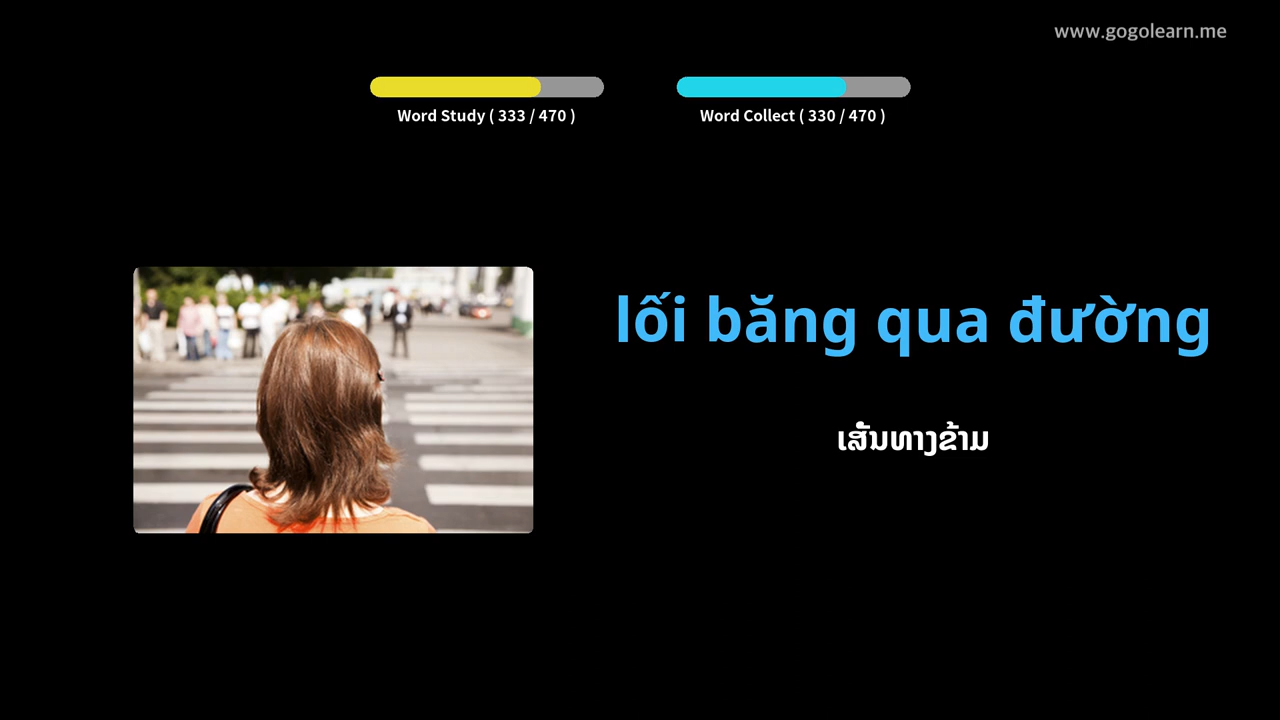 www.gogolearn.me
Word Study ( 333 / 470 )
Word Collect ( 330 / 470 )
lối băng qua đường
ເສັ້ນທາງຂ້າມ